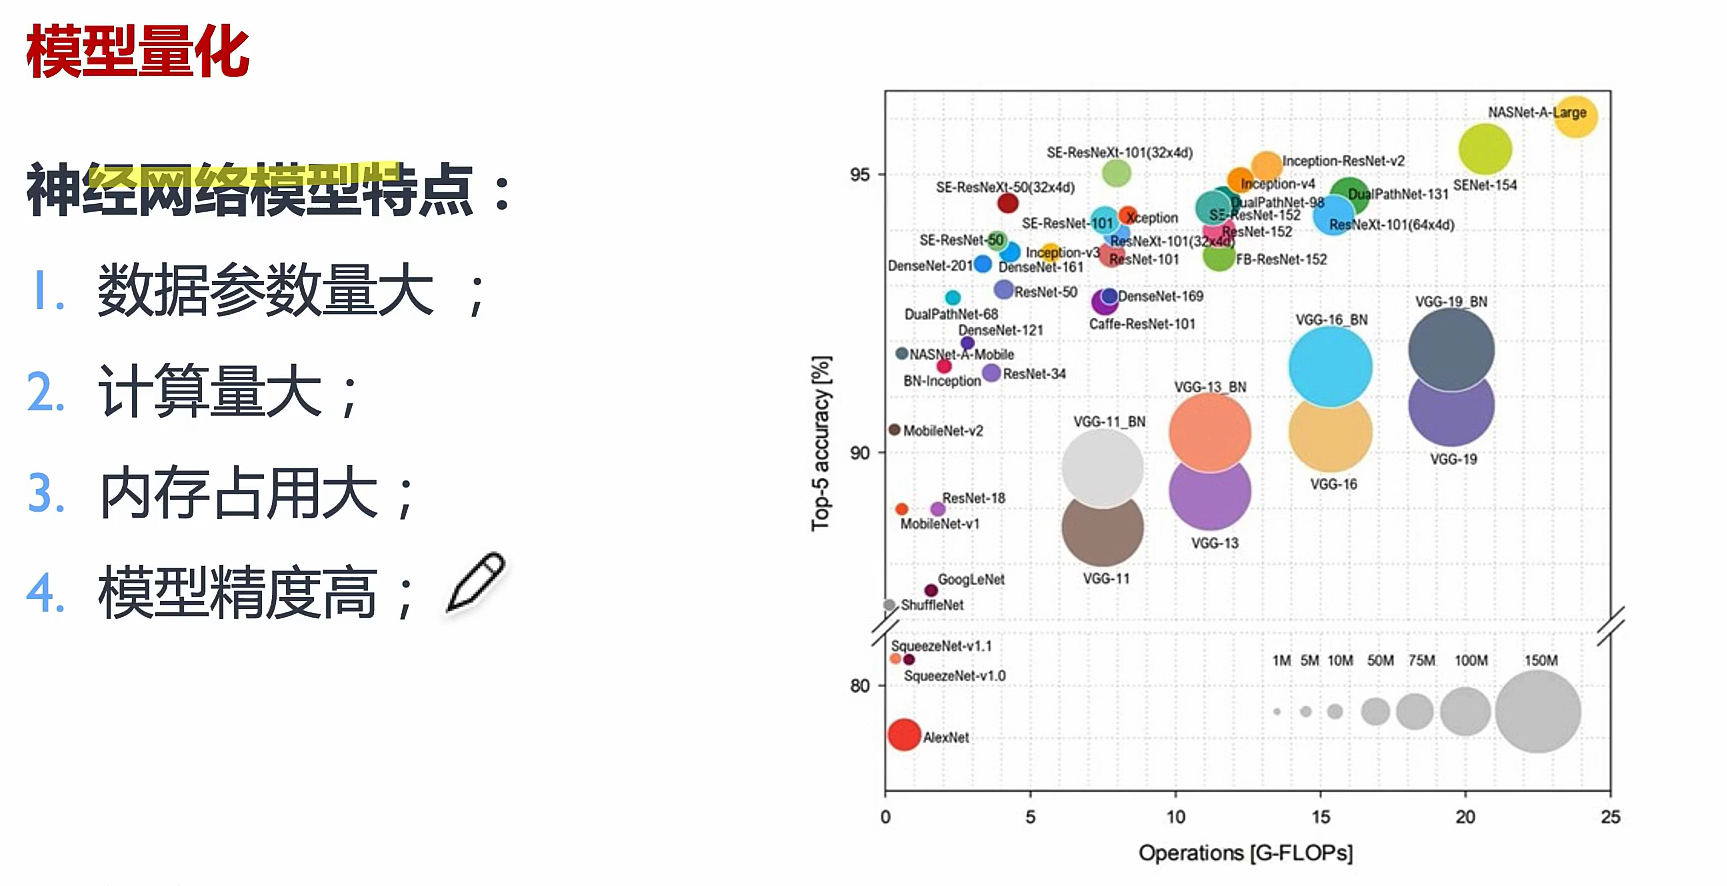 模型量化
神经网络模型特点：
1. 数据参数量大 ；
2. 计算量大；
3. 内存占用大；
4. 模型精度高；
NASNet-A-Large
SE-ResNeXt-101(32x4d)
Inception-ResNet-v2
95
SE-ResNeXt-50(32x4d)
Inception-v4
SENet-154
DualPathNet-131
DualPathNet-98
SE-ResNet-101
Xception
SE-ResNet-152
ResNeXt-101(64x4d)
ResNet-152
SE-ResNet-50
ResNeXt-101(32x4d)
Inception-v3
ResNet-101
FB-ResNet-152
DenseNet-201
DenseNet-161
ResNet-50
DenseNet-169
DualPathNet-68
Caffe-ResNet-101
VGG-19_BN
VGG-16_BN
DenseNet-121
NASNet-A-Mobile
ResNet-34
BN-Inception
VGG-13_BN
VGG-11_BN
MobileNet-v2
90
VGG-19
VGG-16
ResNet-18
MobileNet-v1
VGG-13
VGG-11
GoogLeNet
ShuffleNet
SqueezeNet-v1.1
SqueezeNet-v1.0
1M 5M 10M 50M 75M 100M 150M
80
AlexNet
Top-5 accuracy [%]
0 5 10 15 20 25
Operations [G-FLOPs]